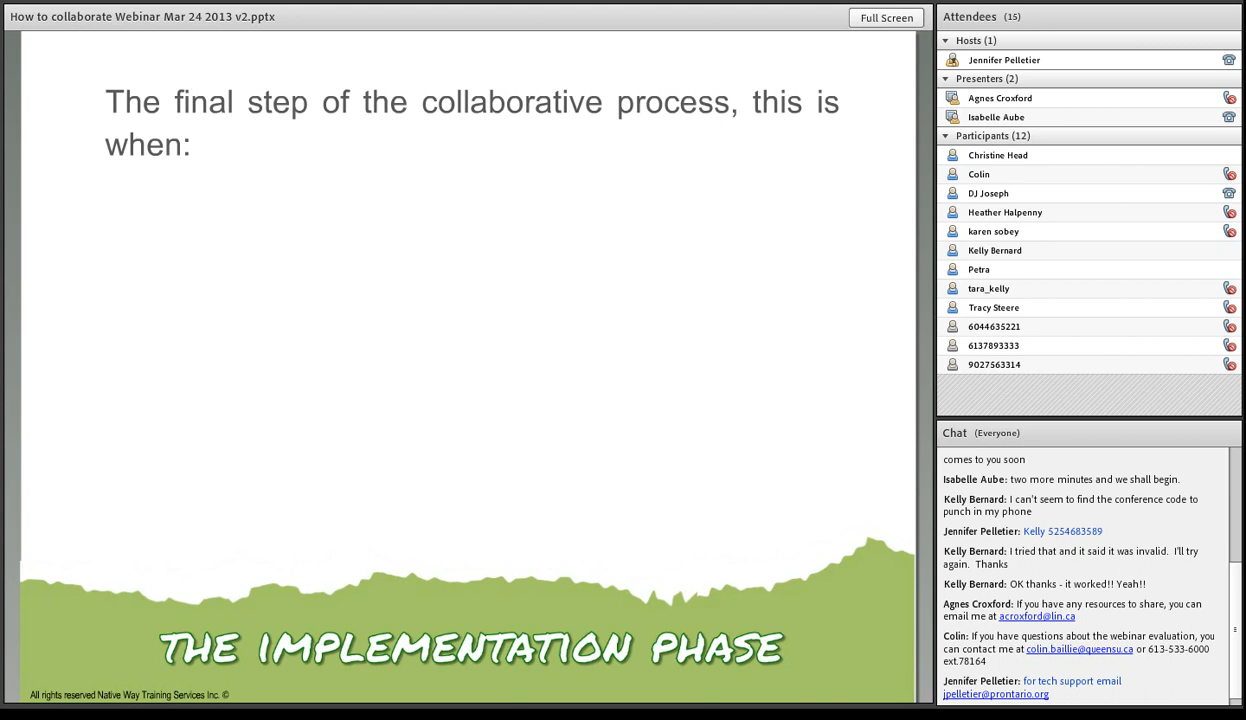 How to collaborate Webinar Mar 24 2013 v2.pptx
Full Screen
The final step of the collaborative process, this is
when:
THE IMPLEMENTATION PHASE
All rights reserved Native Way Training Services Inc. ©
Attendees (15)
Hosts (1)
Jennifer Pelletier
Presenters (2)
Agnes Croxford
Isabelle Aube
Participants (12)
Christine Head
Colin
DJ Joseph
Heather Halpenny
karen sobey
Kelly Bernard
Petra
tara_kelly
Tracy Steere
6044635221
6137893333
9027563314
Chat (Everyone)
comes to you soon
Isabelle Aube: two more minutes and we shall begin.
Kelly Bernard: I can't seem to find the conference code to
punch in my phone
Jennifer Pelletier: Kelly 5254683589
Kelly Bernard: I tried that and it said it was invalid. I'll try
again. Thanks
Kelly Bernard: OK thanks - it worked!! Yeah!!
Agnes Croxford: If you have any resources to share, you can
email me at acroxford@lin.ca
Colin: If you have questions about the webinar evaluation, you
can contact me at colin.baillie@queensu.ca or 613-533-6000
ext.78164
Jennifer Pelletier: for tech support email
jpelletier@prontario.org